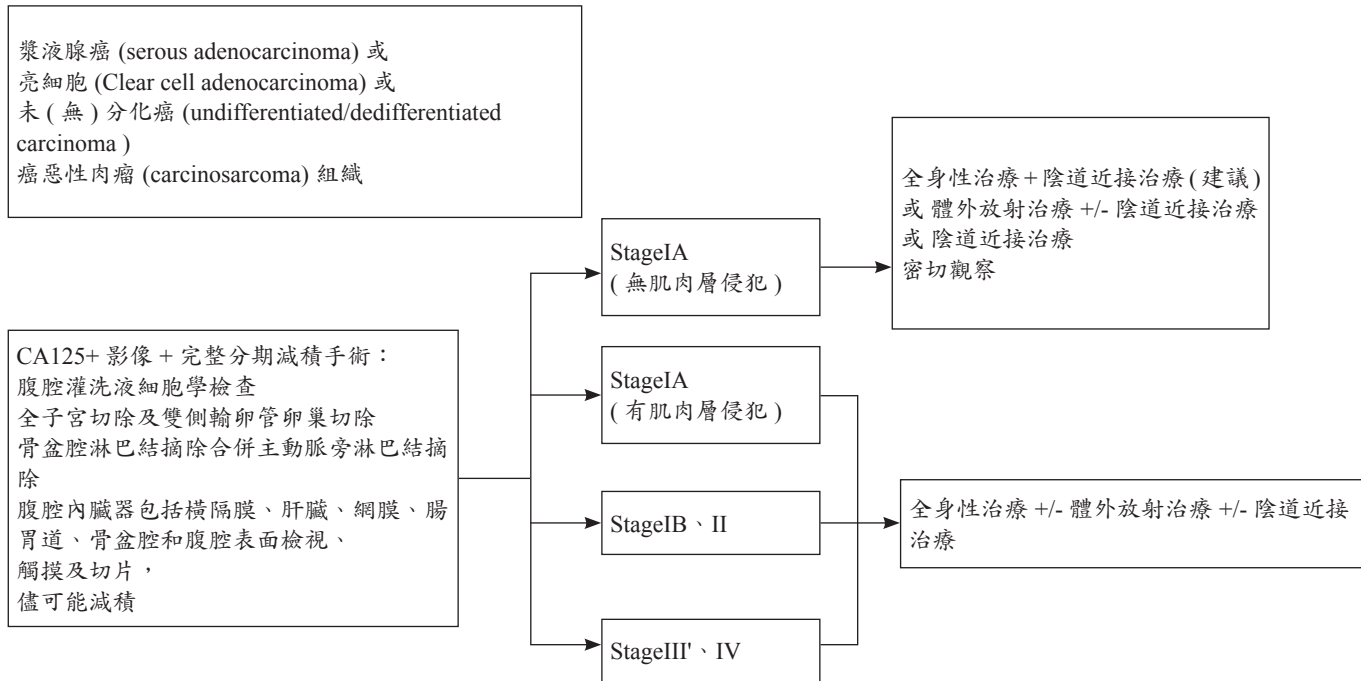 漿液腺癌 (serous adenocarcinoma) 或
亮細胞 (Clear cell adenocarcinoma) 或
未 ( 無 ) 分化癌 (undifferentiated/dedifferentiated
carcinoma )
癌惡性肉瘤 (carcinosarcoma) 組織
CA125+ 影像 + 完整分期減積手術：
腹腔灌洗液細胞學檢查
全子宮切除及雙側輸卵管卵巢切除
骨盆腔淋巴結摘除合併主動脈旁淋巴結摘
除
腹腔內臟器包括橫隔膜、肝臟、網膜、腸
胃道、骨盆腔和腹腔表面檢視、
觸摸及切片，
儘可能減積
StageIA
( 無肌肉層侵犯 )
StageIA
( 有肌肉層侵犯 )
StageIB、II
StageIII'、IV
全身性治療 + 陰道近接治療 ( 建議 )
或 體外放射治療 +/- 陰道近接治療
或 陰道近接治療
密切觀察
全身性治療 +/- 體外放射治療 +/- 陰道近接
治療